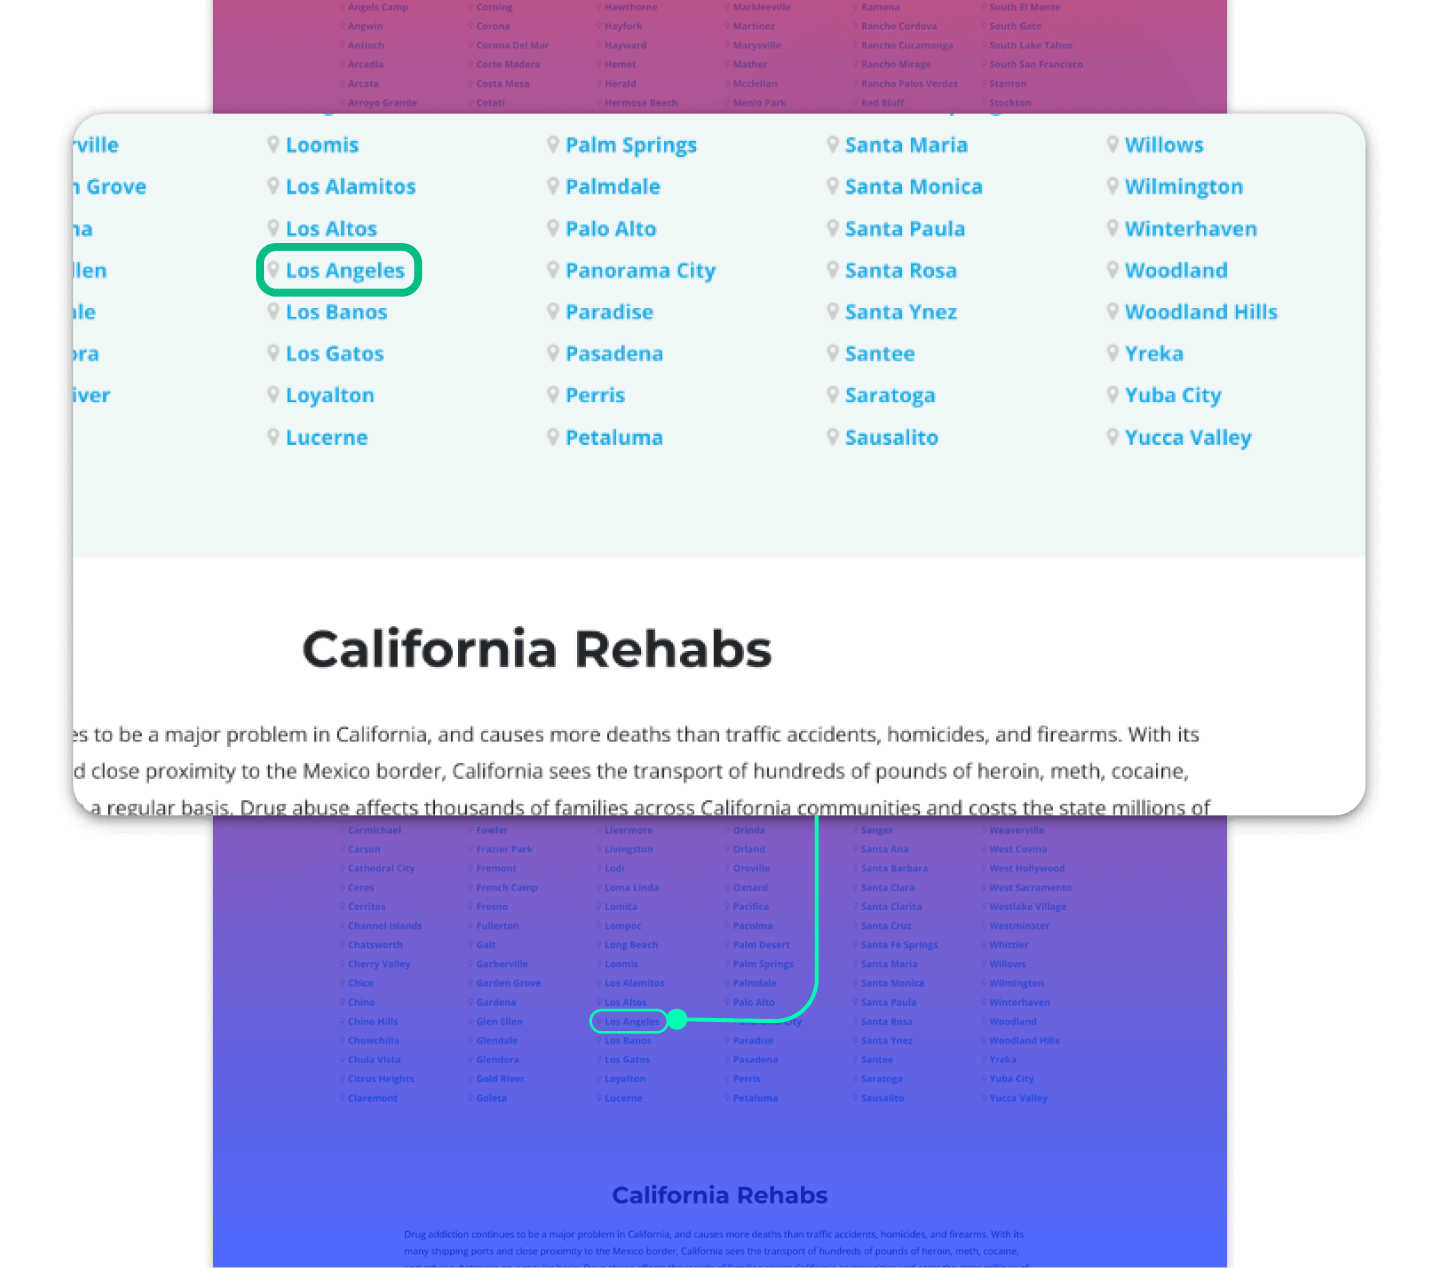 Angels Camp Corning Hawthorne Markleeville Ramona South El Monte
Angwin Corona Hayfork Martinez Rancho Cordova South Gate
Antioch Corona Del Mar Hayward Marysville Rancho Cucamonga South Lake Tahoe
Arcadia Corte Madera Hemet Mather Rancho Mirage South San Francisco
Arcata Costa Mesa Herald Mcclellan Rancho Palos Verdes Stanton
Arroyo Grande Cotati Hermosa Beach Menlo Park Red Bluff Stockton
rville Loomis Palm Springs Santa Maria Willows
n Grove Los Alamitos Palmdale Santa Monica Wilmington
na Los Altos Palo Alto Santa Paula Winterhaven
llen Los Angeles Panorama City Santa Rosa Woodland
ale Los Banos Paradise Santa Ynez Woodland Hills
ora Los Gatos Pasadena Santee Yreka
iver Loyalton Perris Saratoga Yuba City
Lucerne Petaluma Sausalito Yucca Valley
California Rehabs
es to be a major problem in California, and causes more deaths than traffic accidents, homicides, and firearms. With its
d close proximity to the Mexico border, California sees the transport of hundreds of pounds of heroin, meth, cocaine,
a regular basis. Drug abuse affects thousands of families across California communities and costs the state millions of
Carmichael Fowler Livermore Orinda Sanger Weaverville
Carson Frazier Park Livingston Orland Santa Ana West Covina
Cathedral City Fremont Lodi Oroville Santa Barbara West Hollywood
Ceres French Camp Loma Linda Oxnard Santa Clara West Sacramento
Cerritos Fresno Lomita Pacifica Santa Clarita Westlake Village
Channel Islands Fullerton Lompoc Pacoima Santa Cruz Westminster
Chatsworth Galt Long Beach Palm Desert Santa Fe Springs Whittier
Cherry Valley Garberville Loomis Palm Springs Santa Maria Willows
Chico Garden Grove Los Alamitos Palmdale Santa Monica Wilmington
Chino Gardena Los Altos Palo Alto Santa Paula Winterhaven
Chino Hills Glen Ellen Los Angeles Panorama City Santa Rosa Woodland
Chowchilla Glendale Los Banos Paradise Santa Ynez Woodland Hills
Chula Vista Glendora Los Gatos Pasadena Santee Yreka
Citrus Heights Gold River Loyalton Perris Saratoga Yuba City
Claremont Goleta Lucerne Petaluma Sausalito Yucca Valley
California Rehabs
Drug addiction continues to be a major problem in California, and causes more deaths than traffic accidents, homicides, and firearms. With its
many shipping ports and close proximity to the Mexico border, California sees the transport of hundreds of pounds of heroin, meth, cocaine,